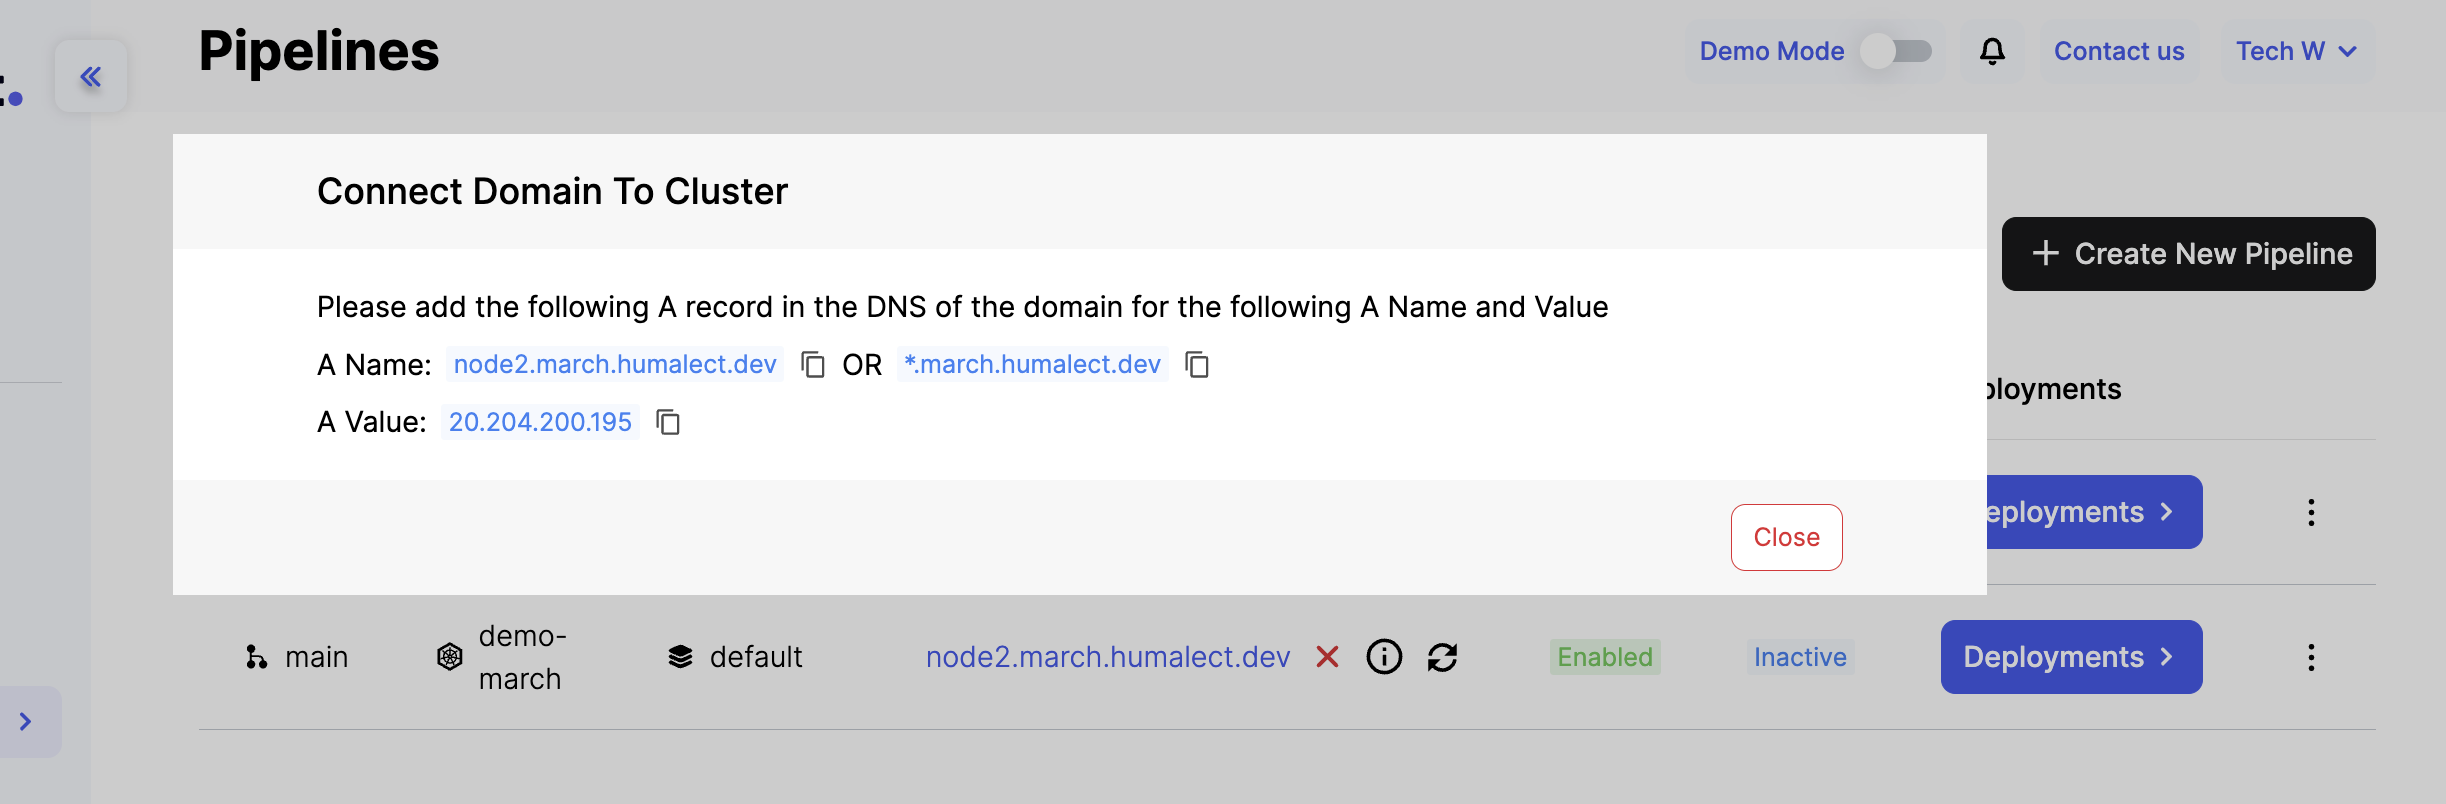 Pipelines
Demo Mode
Contact us
Tech W
Connect Domain To Cluster
+ Create New Pipeline
Please add the following A record in the DNS of the domain for the following A Name and Value
A Name: node2.march.humalect.dev OR *.march.humalect.dev
ployments
A Value: 20.204.200.195
eployments
Close
main
demo-
march
default
node2.march.humalect.dev
Enabled
Inactive
Deployments